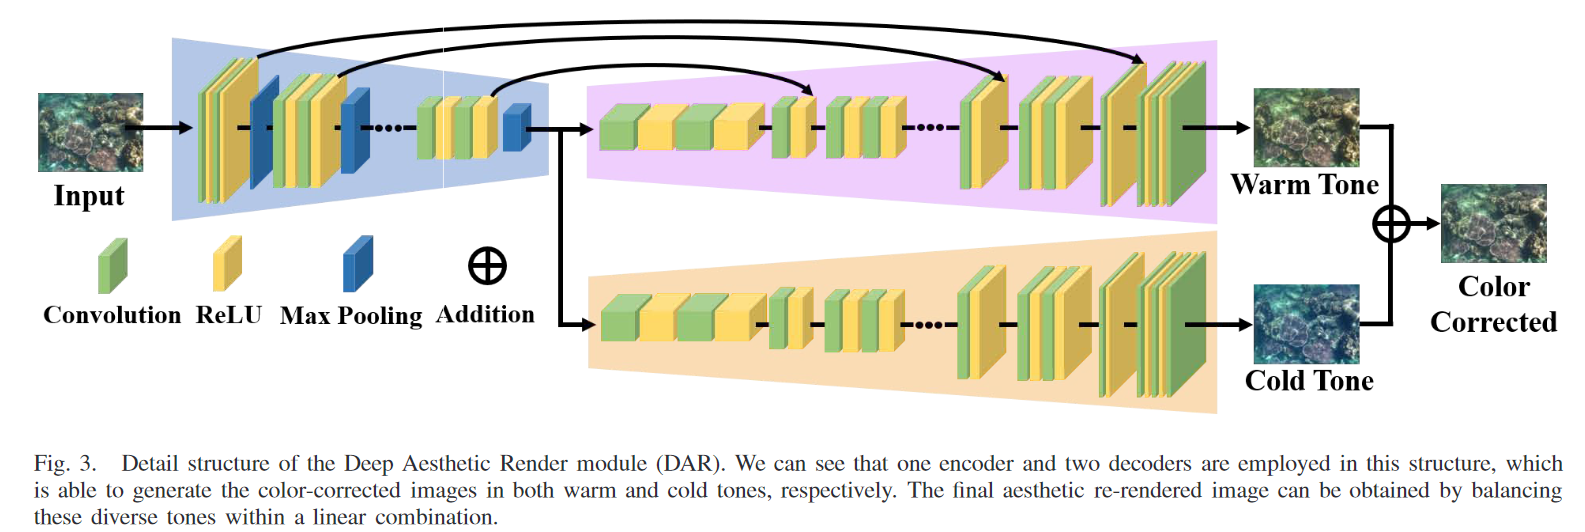 Input
Convolution
ReLU
Max Pooling
Addition
Warm Tone
Cold Tone
Color
Corrected
Fig. 3. Detail structure of the Deep Aesthetic Render module (DAR). We can see that one encoder and two decoders are employed in this structure, which
is able to generate the color-corrected images in both warm and cold tones, respectively. The final aesthetic re-rendered image can be obtained by balancing
these diverse tones within a linear combination.